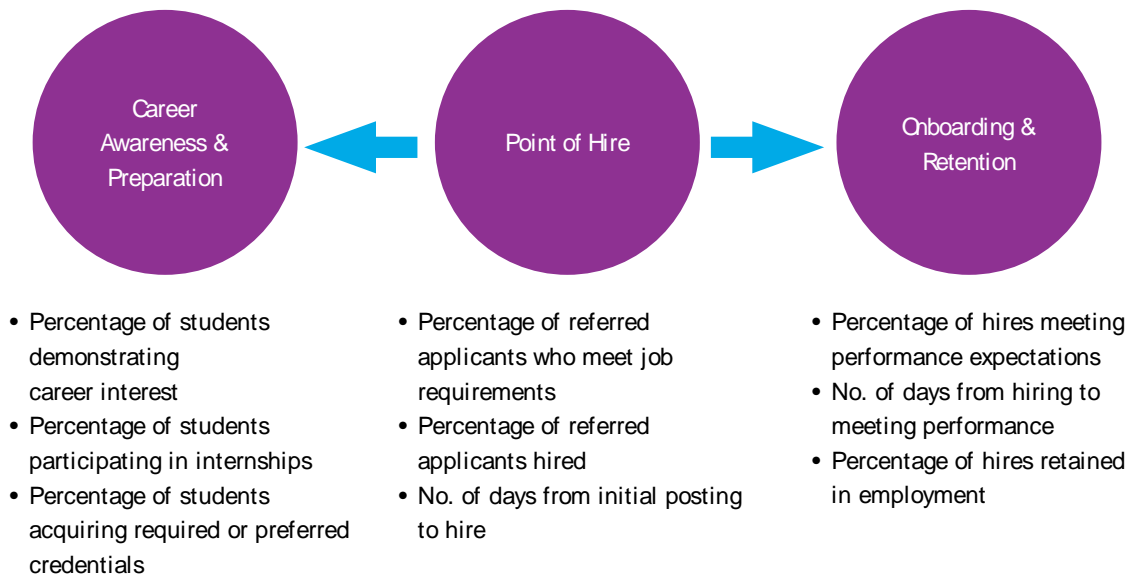 Career
Awareness &
Preparation
Point of Hire
Onboarding &
Retention
• Percentage of students
demonstrating
career interest
• Percentage of students
participating in internships
• Percentage of students
acquiring required or preferred
credentials
• Percentage of referred
applicants who meet job
requirements
• Percentage of referred
applicants hired
• No. of days from initial posting
to hire
• Percentage of hires meeting
performance expectations
• No. of days from hiring to
meeting performance
• Percentage of hires retained
in employment